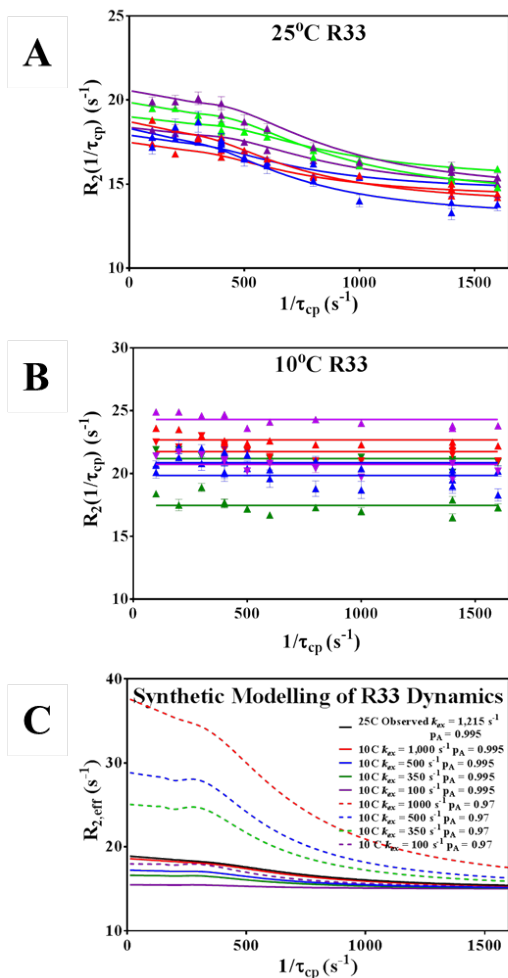 A
25°C R33
R₂(1/τcp) (s⁻¹)
20
15
10
0
500
1000
1500
1/τcp (s⁻¹)
B
10°C R33
R₂(1/τcp) (s⁻¹)
30
25
20
15
10
0
500
1000
1500
1/τcp (s⁻¹)
C
Synthetic Modelling of R33 Dynamics
25C Observed kex = 1,215 s⁻¹
pA = 0.995
10C kex = 1,000 s⁻¹ pA = 0.995
10C kex = 500 s⁻¹ pA = 0.995
10C kex = 350 s⁻¹ pA = 0.995
10C kex = 100 s⁻¹ pA = 0.995
10C kex = 1000 s⁻¹ pA = 0.97
10C kex = 500 s⁻¹ pA = 0.97
10C kex = 350 s⁻¹ pA = 0.97
10C kex = 100 s⁻¹ pA = 0.97
R₂,eff (s⁻¹)
40
30
20
10
0
500
1000
1500
1/τcp (s⁻¹)